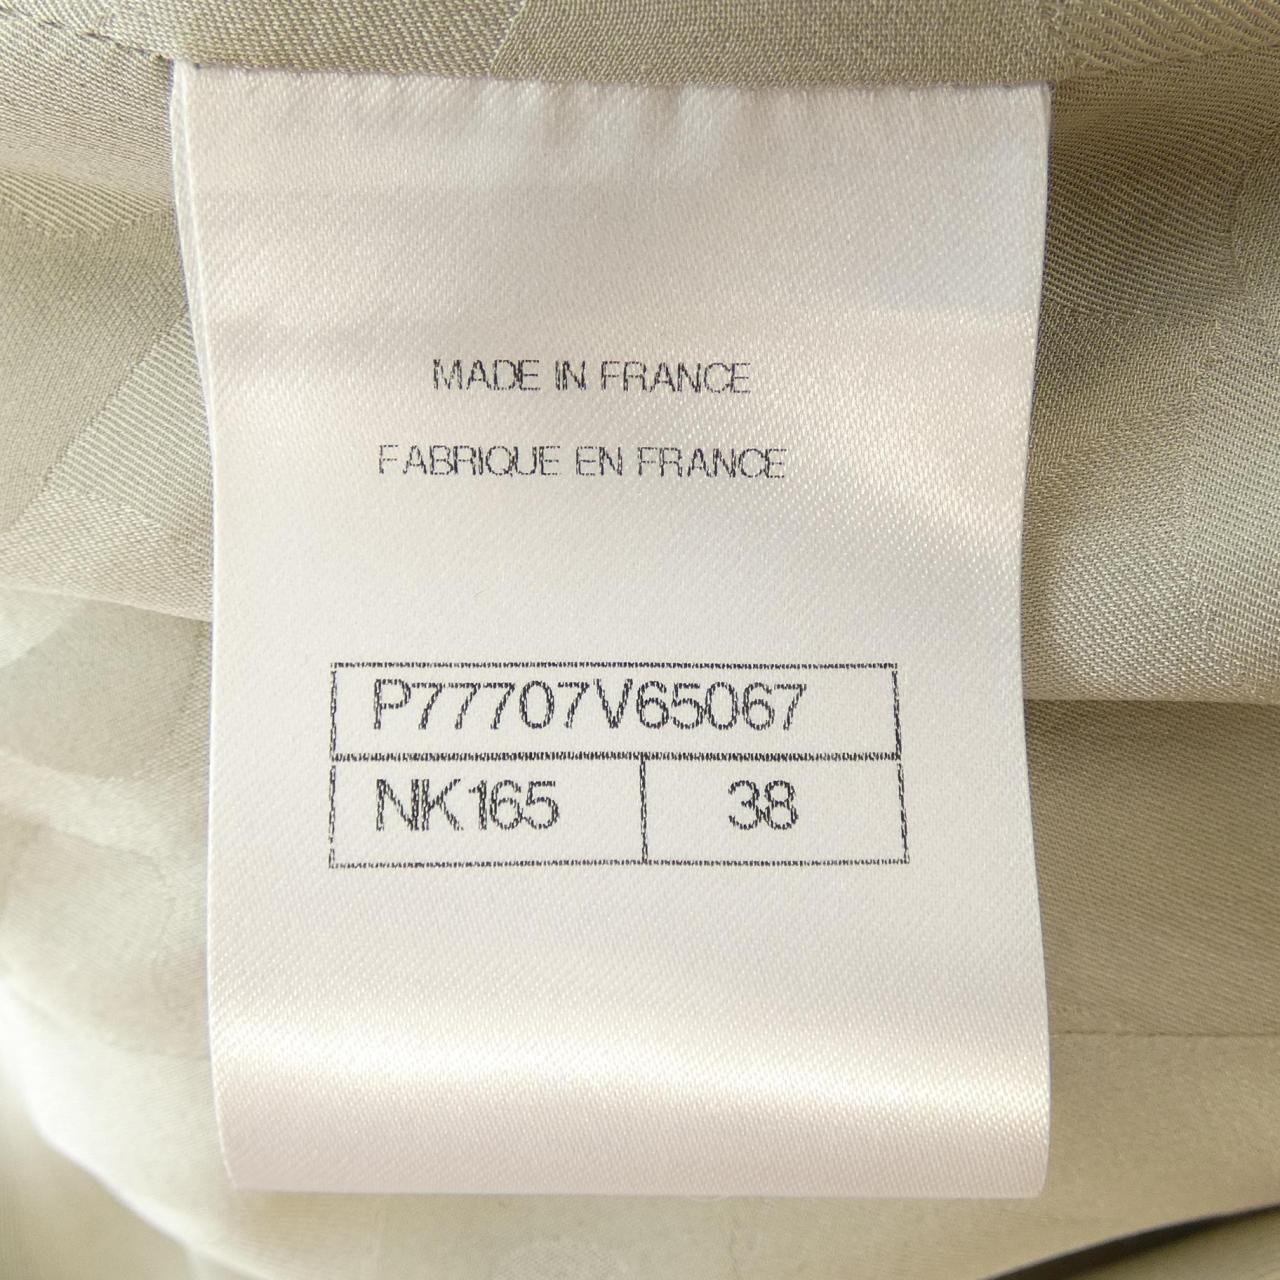 MADE IN FRANCE
FABRIQUE EN FRANCE
P77707V65067
NK165 38